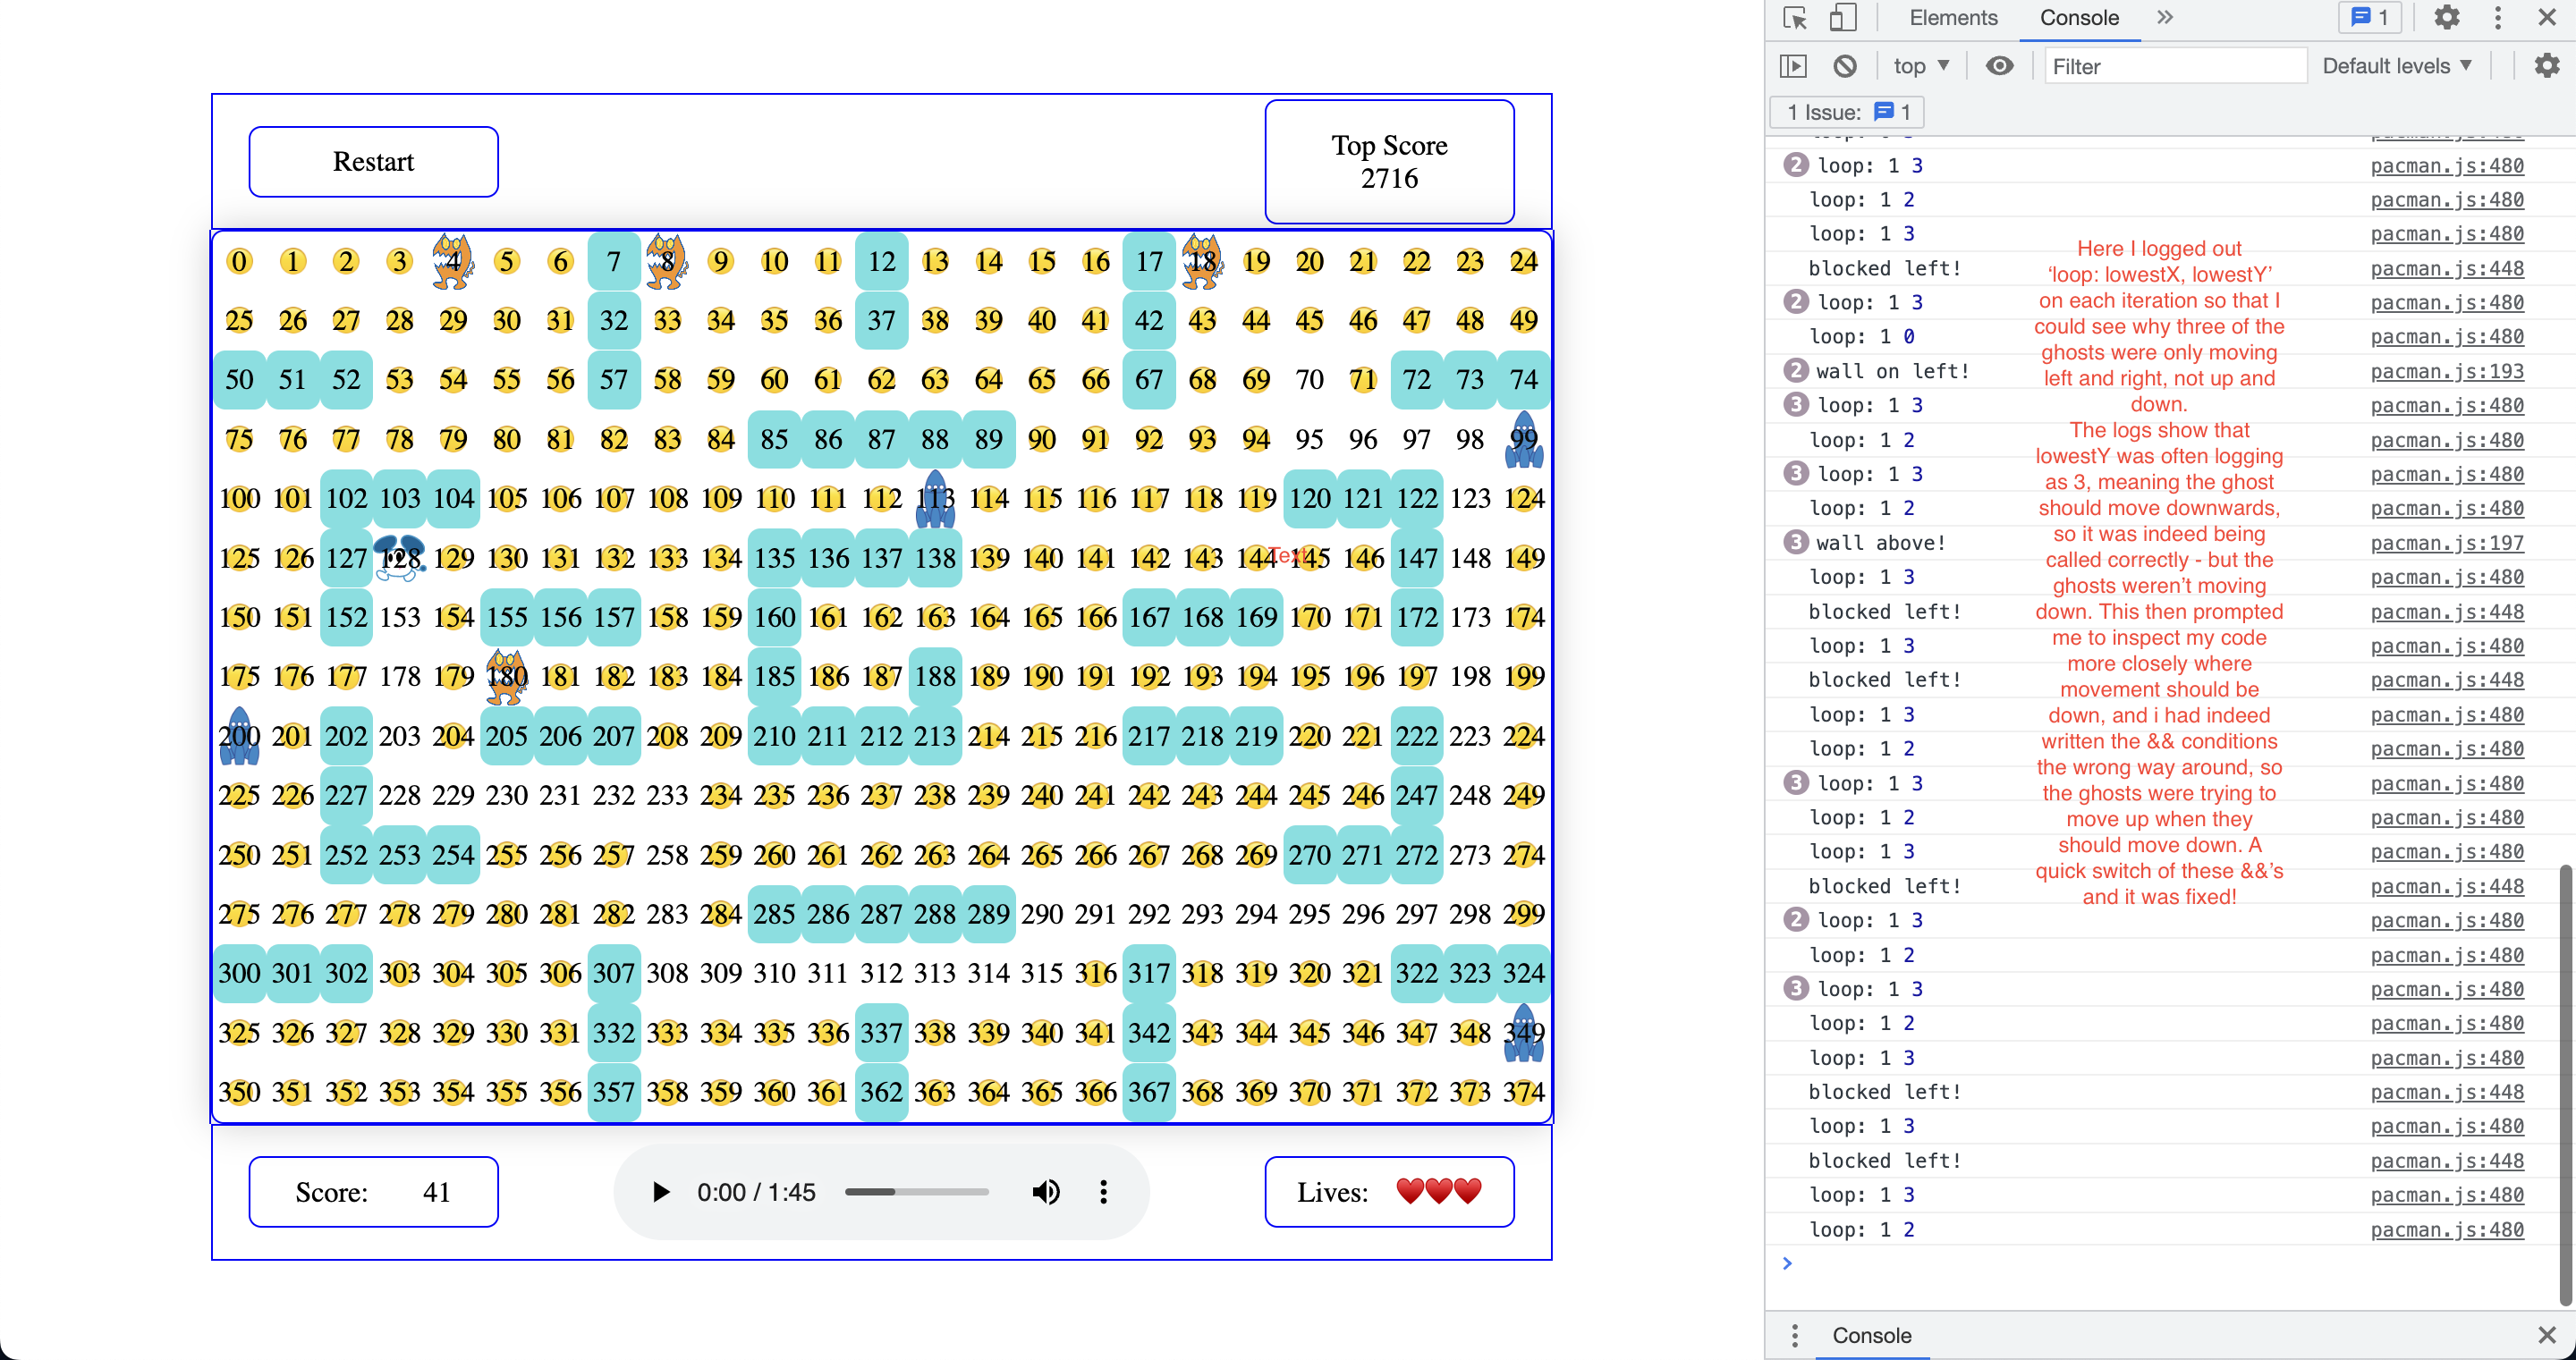 Restart
Top Score
2716
0 1 2 3 4 5 6 7 8 9 10 11 12 13 14 15 16 17 18 19 20 21 22 23 24
25 26 27 28 29 30 31 32 33 34 35 36 37 38 39 40 41 42 43 44 45 46 47 48 49
50 51 52 53 54 55 56 57 58 59 60 61 62 63 64 65 66 67 68 69 70 71 72 73 74
75 76 77 78 79 80 81 82 83 84 85 86 87 88 89 90 91 92 93 94 95 96 97 98 99
100 101 102 103 104 105 106 107 108 109 110 111 112 113 114 115 116 117 118 119 120 121 122 123 124
125 126 127 128 129 130 131 132 133 134 135 136 137 138 139 140 141 142 143 144 Text 145 146 147 148 149
150 151 152 153 154 155 156 157 158 159 160 161 162 163 164 165 166 167 168 169 170 171 172 173 174
175 176 177 178 179 180 181 182 183 184 185 186 187 188 189 190 191 192 193 194 195 196 197 198 199
200 201 202 203 204 205 206 207 208 209 210 211 212 213 214 215 216 217 218 219 220 221 222 223 224
225 226 227 228 229 230 231 232 233 234 235 236 237 238 239 240 241 242 243 244 245 246 247 248 249
250 251 252 253 254 255 256 257 258 259 260 261 262 263 264 265 266 267 268 269 270 271 272 273 274
275 276 277 278 279 280 281 282 283 284 285 286 287 288 289 290 291 292 293 294 295 296 297 298 299
300 301 302 303 304 305 306 307 308 309 310 311 312 313 314 315 316 317 318 319 320 321 322 323 324
325 326 327 328 329 330 331 332 333 334 335 336 337 338 339 340 341 342 343 344 345 346 347 348 349
350 351 352 353 354 355 356 357 358 359 360 361 362 363 364 365 366 367 368 369 370 371 372 373 374
Score: 41
0:00 / 1:45
Lives:
Elements Console 1
top Filter Default levels
1 Issue: 1
2 loop: 1 3 pacman.js:480
loop: 1 2 pacman.js:480
loop: 1 3 pacman.js:480
blocked left! pacman.js:448
2 loop: 1 3 pacman.js:480
loop: 1 0 pacman.js:480
2 wall on left! pacman.js:193
3 loop: 1 3 pacman.js:480
loop: 1 2 pacman.js:480
3 loop: 1 3 pacman.js:480
loop: 1 2 pacman.js:480
3 wall above! pacman.js:197
loop: 1 3 pacman.js:480
blocked left! pacman.js:448
loop: 1 3 pacman.js:480
blocked left! pacman.js:448
loop: 1 3 pacman.js:480
loop: 1 2 pacman.js:480
3 loop: 1 3 pacman.js:480
loop: 1 2 pacman.js:480
loop: 1 3 pacman.js:480
blocked left! pacman.js:448
2 loop: 1 3 pacman.js:480
loop: 1 2 pacman.js:480
3 loop: 1 3 pacman.js:480
loop: 1 2 pacman.js:480
loop: 1 3 pacman.js:480
blocked left! pacman.js:448
loop: 1 3 pacman.js:480
blocked left! pacman.js:448
loop: 1 3 pacman.js:480
loop: 1 2 pacman.js:480
Here I logged out
‘loop: lowestX, lowestY’
on each iteration so that I
could see why three of the
ghosts were only moving
left and right, not up and
down.
The logs show that
lowestY was often logging
as 3, meaning the ghost
should move downwards,
so it was indeed being
called correctly - but the
ghosts weren’t moving
down. This then prompted
me to inspect my code
more closely where
movement should be
down, and i had indeed
written the && conditions
the wrong way around, so
the ghosts were trying to
move up when they
should move down. A
quick switch of these &&’s
and it was fixed!
Console